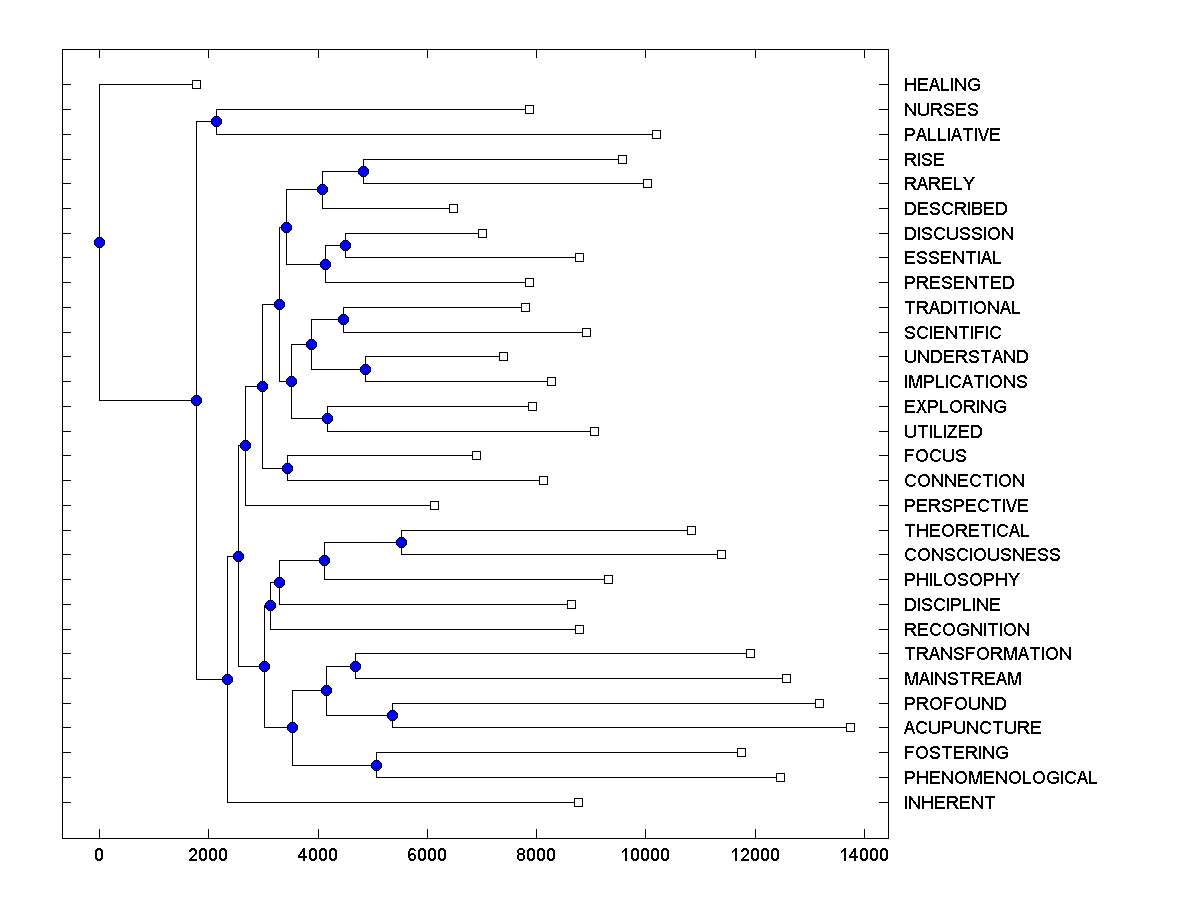 HEALING
NURSES
PALLIATIVE
RISE
RARELY
DESCRIBED
DISCUSSION
ESSENTIAL
PRESENTED
TRADITIONAL
SCIENTIFIC
UNDERSTAND
IMPLICATIONS
EXPLORING
UTILIZED
FOCUS
CONNECTION
PERSPECTIVE
THEORETICAL
CONSCIOUSNESS
PHILOSOPHY
DISCIPLINE
RECOGNITION
TRANSFORMATION
MAINSTREAM
PROFOUND
ACUPUNCTURE
FOSTERING
PHENOMENOLOGICAL
INHERENT
0 2000 4000 6000 8000 10000 12000 14000